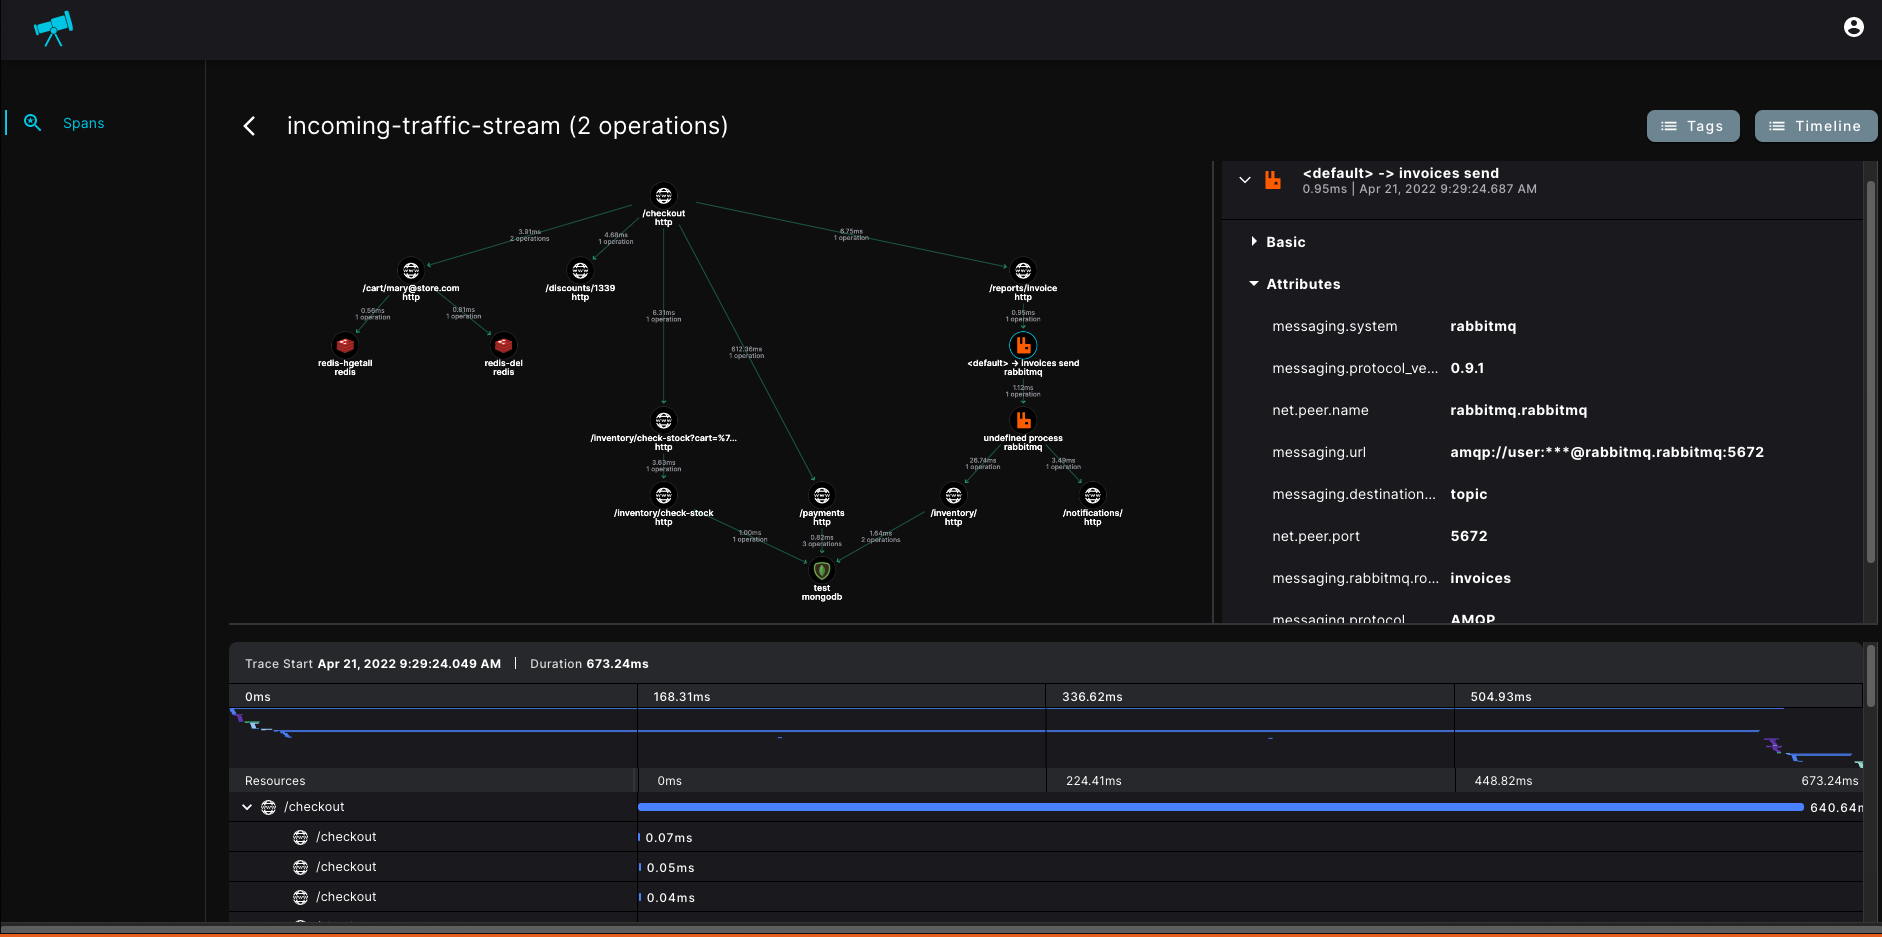 Spans
incoming-traffic-stream (2 operations)
Tags
Timeline
/checkout
http
3.91ms
2 operations
4.68ms
1 operation
6.75ms
1 operation
/cart/mary@store.com
http
/discounts/1339
http
/reports/invoice
http
0.56ms
1 operation
0.81ms
1 operation
6.31ms
1 operation
0.95ms
1 operation
redis-hgetall
redis
redis-del
redis
612.36ms
1 operation
<default> → invoices send
rabbitmq
1.12ms
1 operation
/inventory/check-stock?cart=%7...
http
undefined process
rabbitmq
3.63ms
1 operation
26.74ms
1 operation
3.49ms
1 operation
/inventory/check-stock
http
/payments
http
/inventory/
http
/notifications/
http
1.00ms
1 operation
0.82ms
3 operations
1.64ms
2 operations
test
mongodb
<default> -> invoices send
0.95ms | Apr 21, 2022 9:29:24.687 AM
Basic
Attributes
messaging.system rabbitmq
messaging.protocol_ve... 0.9.1
net.peer.name rabbitmq.rabbitmq
messaging.url amqp://user:***@rabbitmq.rabbitmq:5672
messaging.destination... topic
net.peer.port 5672
messaging.rabbitmq.ro... invoices
messaging.protocol AMQP
Trace Start Apr 21, 2022 9:29:24.049 AM | Duration 673.24ms
0ms 168.31ms 336.62ms 504.93ms
Resources 0ms 224.41ms 448.82ms 673.24ms
/checkout 640.64m
/checkout 0.07ms
/checkout 0.05ms
/checkout 0.04ms